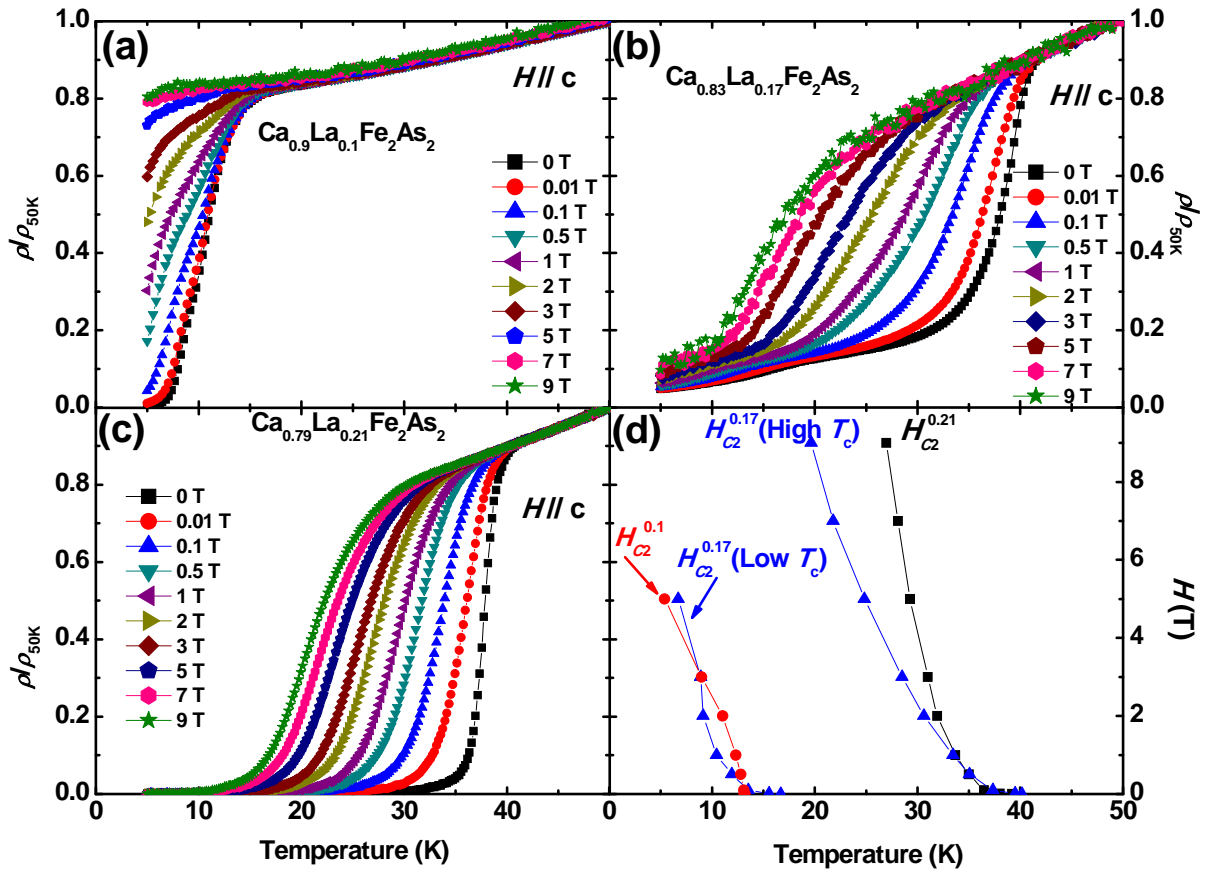 (a)
H // c
Ca0.9La0.1Fe2As2
0 T
0.01 T
0.1 T
0.5 T
1 T
2 T
3 T
5 T
7 T
9 T
1.0
0.8
0.6
0.4
0.2
0.0
ρ/ρ50K
(b)
Ca0.83La0.17Fe2As2
H // c
0 T
0.01 T
0.1 T
0.5 T
1 T
2 T
3 T
5 T
7 T
9 T
1.0
0.8
0.6
0.4
0.2
0.0
ρ/ρ50K
(c)
Ca0.79La0.21Fe2As2
H // c
0 T
0.01 T
0.1 T
0.5 T
1 T
2 T
3 T
5 T
7 T
9 T
0.8
0.6
0.4
0.2
0.0
ρ/ρ50K
0 10 20 30 40
Temperature (K)
(d)
HC2^0.17(High Tc)
HC2^0.21
HC2^0.1
HC2^0.17(Low Tc)
8
6
4
2
0
H (T)
10 20 30 40 50
Temperature (K)